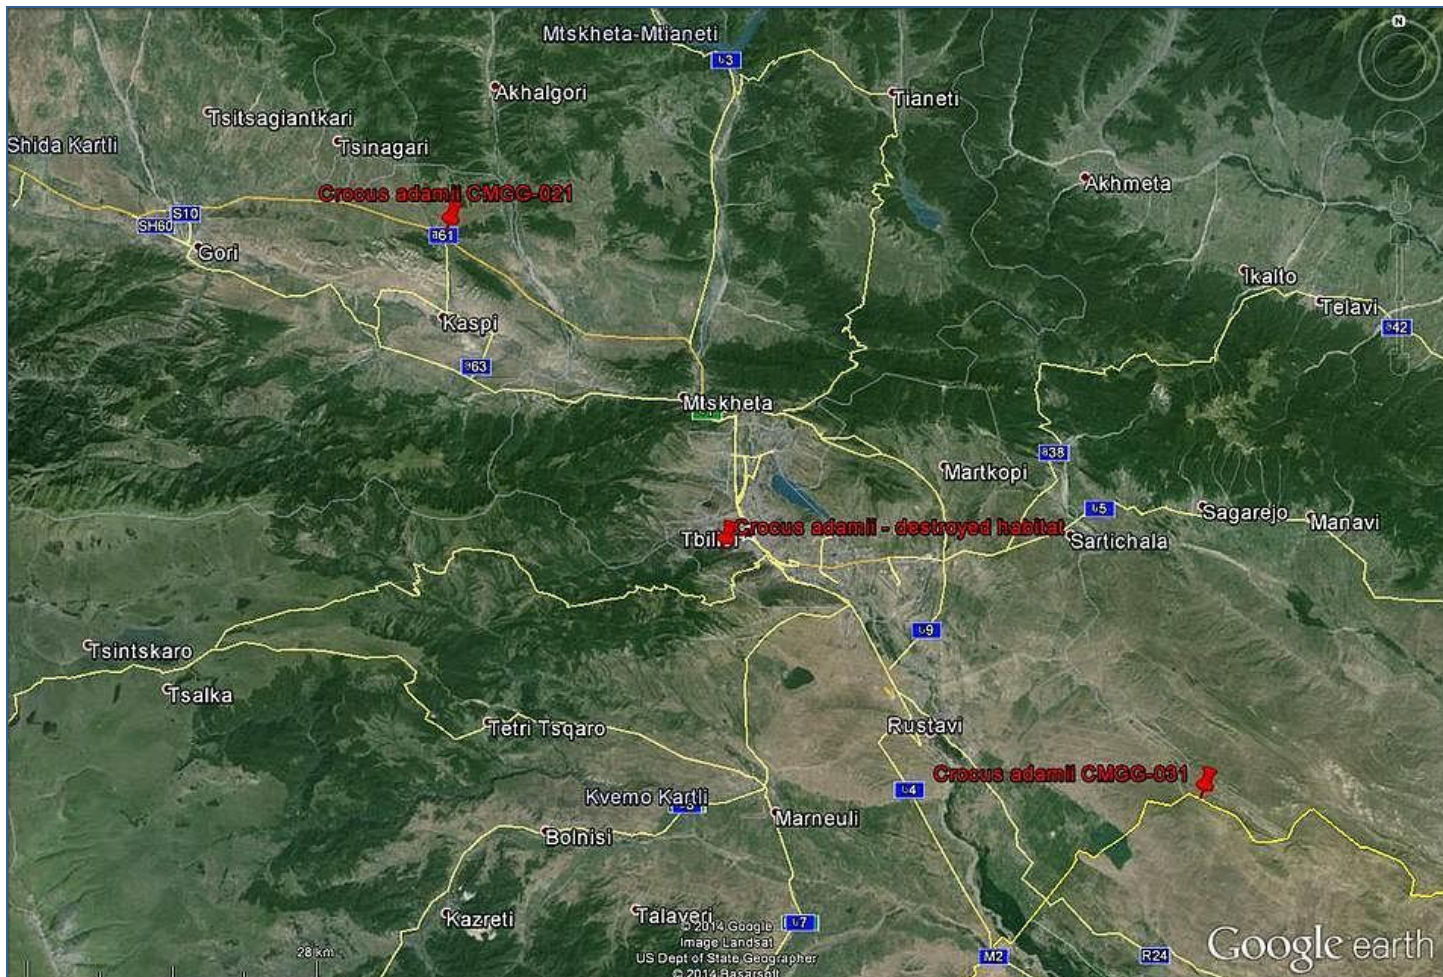 N
Mtskheta-Mtianeti
Akhalgori
Tianeti
Tsitsagiantkari
Shida Kartli
Tsinagari
Akhmeta
Crocus adamii CMGG-021
S10
SH60
Gori
Ikalto
Telavi
Kaspi
Mtskheta
Martkopi
Sagarejo
Manavi
Crocus adamii - destroyed habitat
Sartichala
Tsintskaro
Tsalka
Tetri Tsqaro
Rustavi
Crocus adamii CMGG-031
Kvemo Kartli
Marneuli
Bolnisi
Kazreti
Talaveri
© 2014 Google
Image Landsat
US Dept of State Geographer
© 2014 Basarsoft
28 km
M2
R24
Google earth